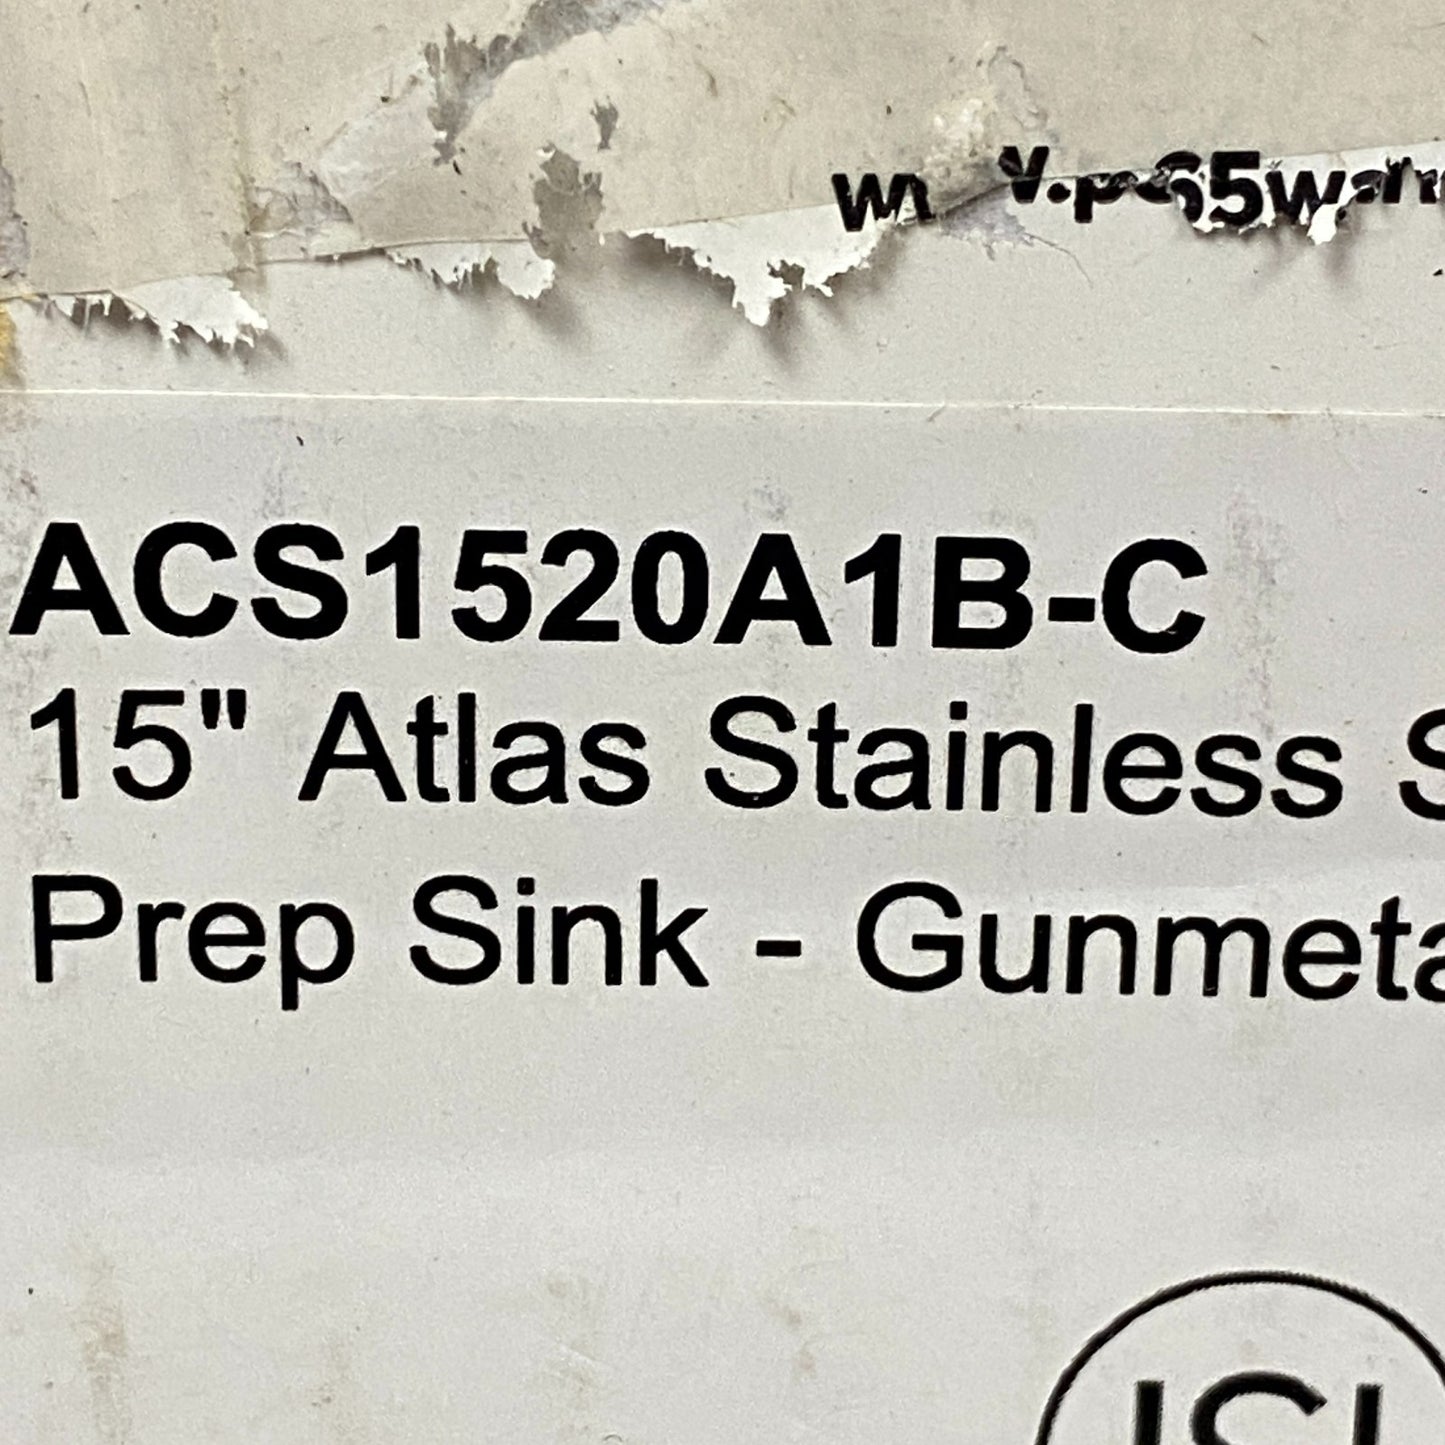 ACS1520A1B-C
15" Atlas Stainless S
Prep Sink - Gunmeta